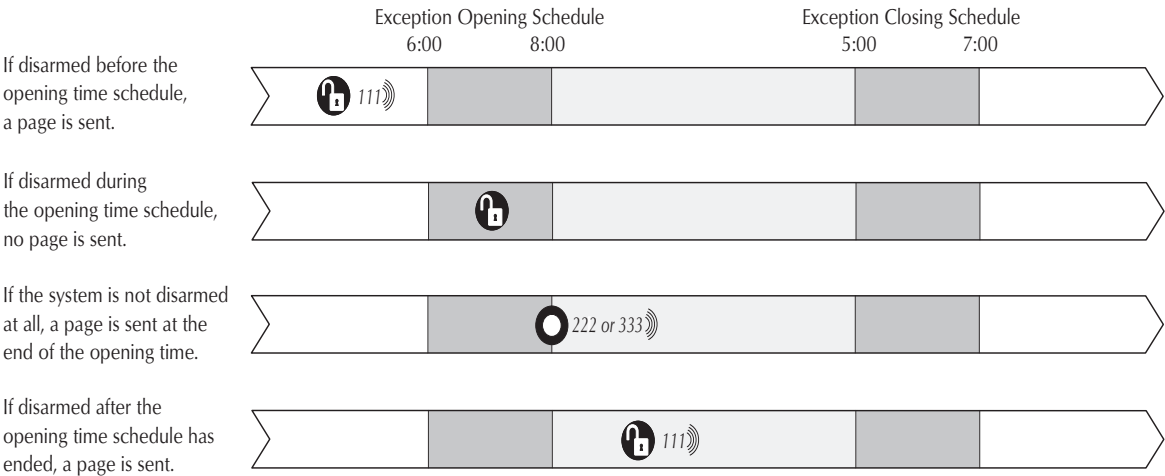 Exception Opening Schedule
Exception Closing Schedule
6:00
8:00
5:00
7:00
If disarmed before the
opening time schedule,
a page is sent.
111
If disarmed during
the opening time schedule,
no page is sent.
If the system is not disarmed
at all, a page is sent at the
end of the opening time.
222 or 333
If disarmed after the
opening time schedule has
ended, a page is sent.
111